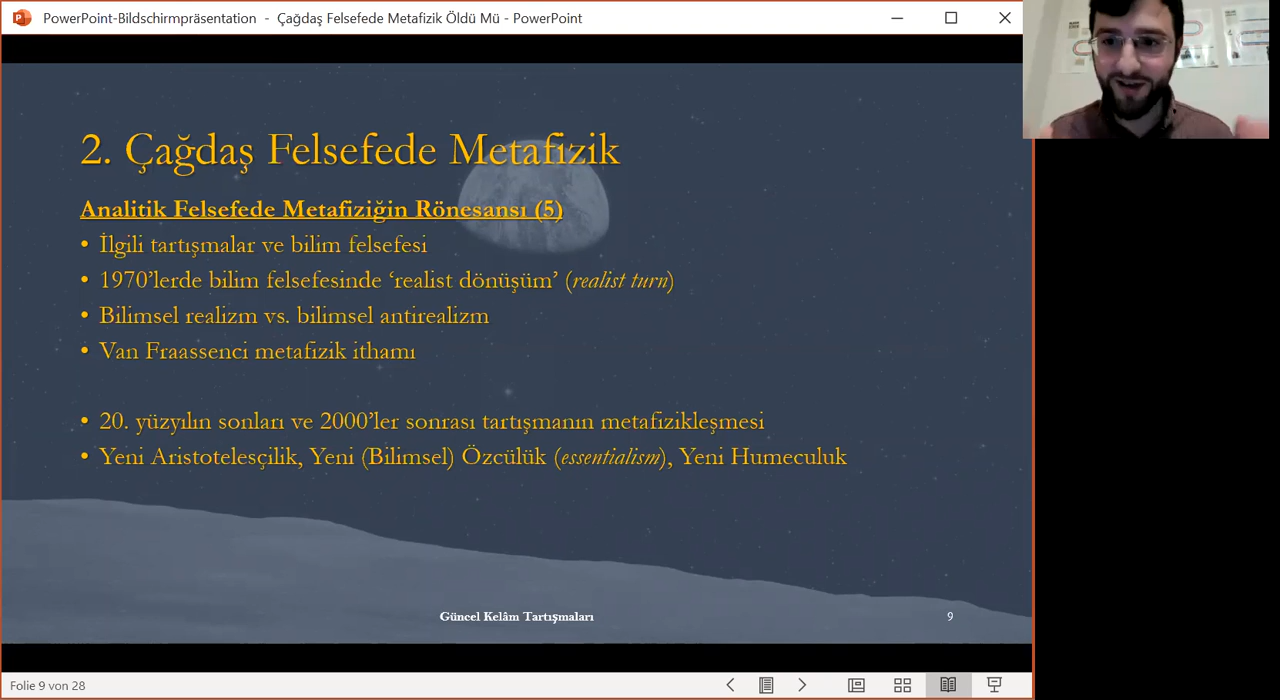 PowerPoint-Bildschirmpräsentation - Çağdaş Felsefede Metafizik Öldü Mü - PowerPoint
2. Çağdaş Felsefede Metafizik
Analitik Felsefede Metafiziğin Rönesansı (5)
• İlgili tartışmalar ve bilim felsefesi
• 1970’lerde bilim felsefesinde ‘realist dönüşüm’ (realist turn)
• Bilimsel realizm vs. bilimsel antirealizm
• Van Fraassenci metafizik ithamı
• 20. yüzyılın sonları ve 2000’ler sonrası tartışmanın metafizikleşmesi
• Yeni Aristotelesçilik, Yeni (Bilimsel) Özcülük (essentialism), Yeni Humeculuk
Güncel Kelâm Tartışmaları
9
Folie 9 von 28